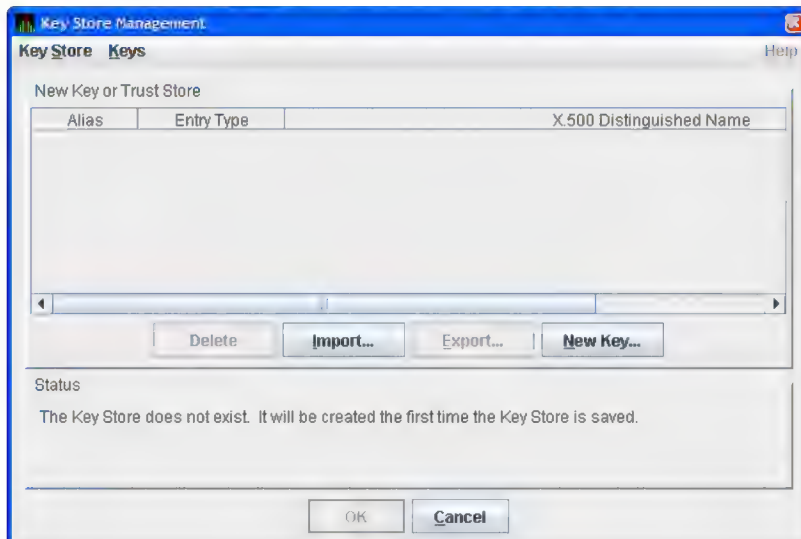 Key Store Management
Key Store Keys Help
New Key or Trust Store
Alias Entry Type X.500 Distinguished Name
Delete Import... Export... New Key...
Status
The Key Store does not exist. It will be created the first time the Key Store is saved.
OK Cancel